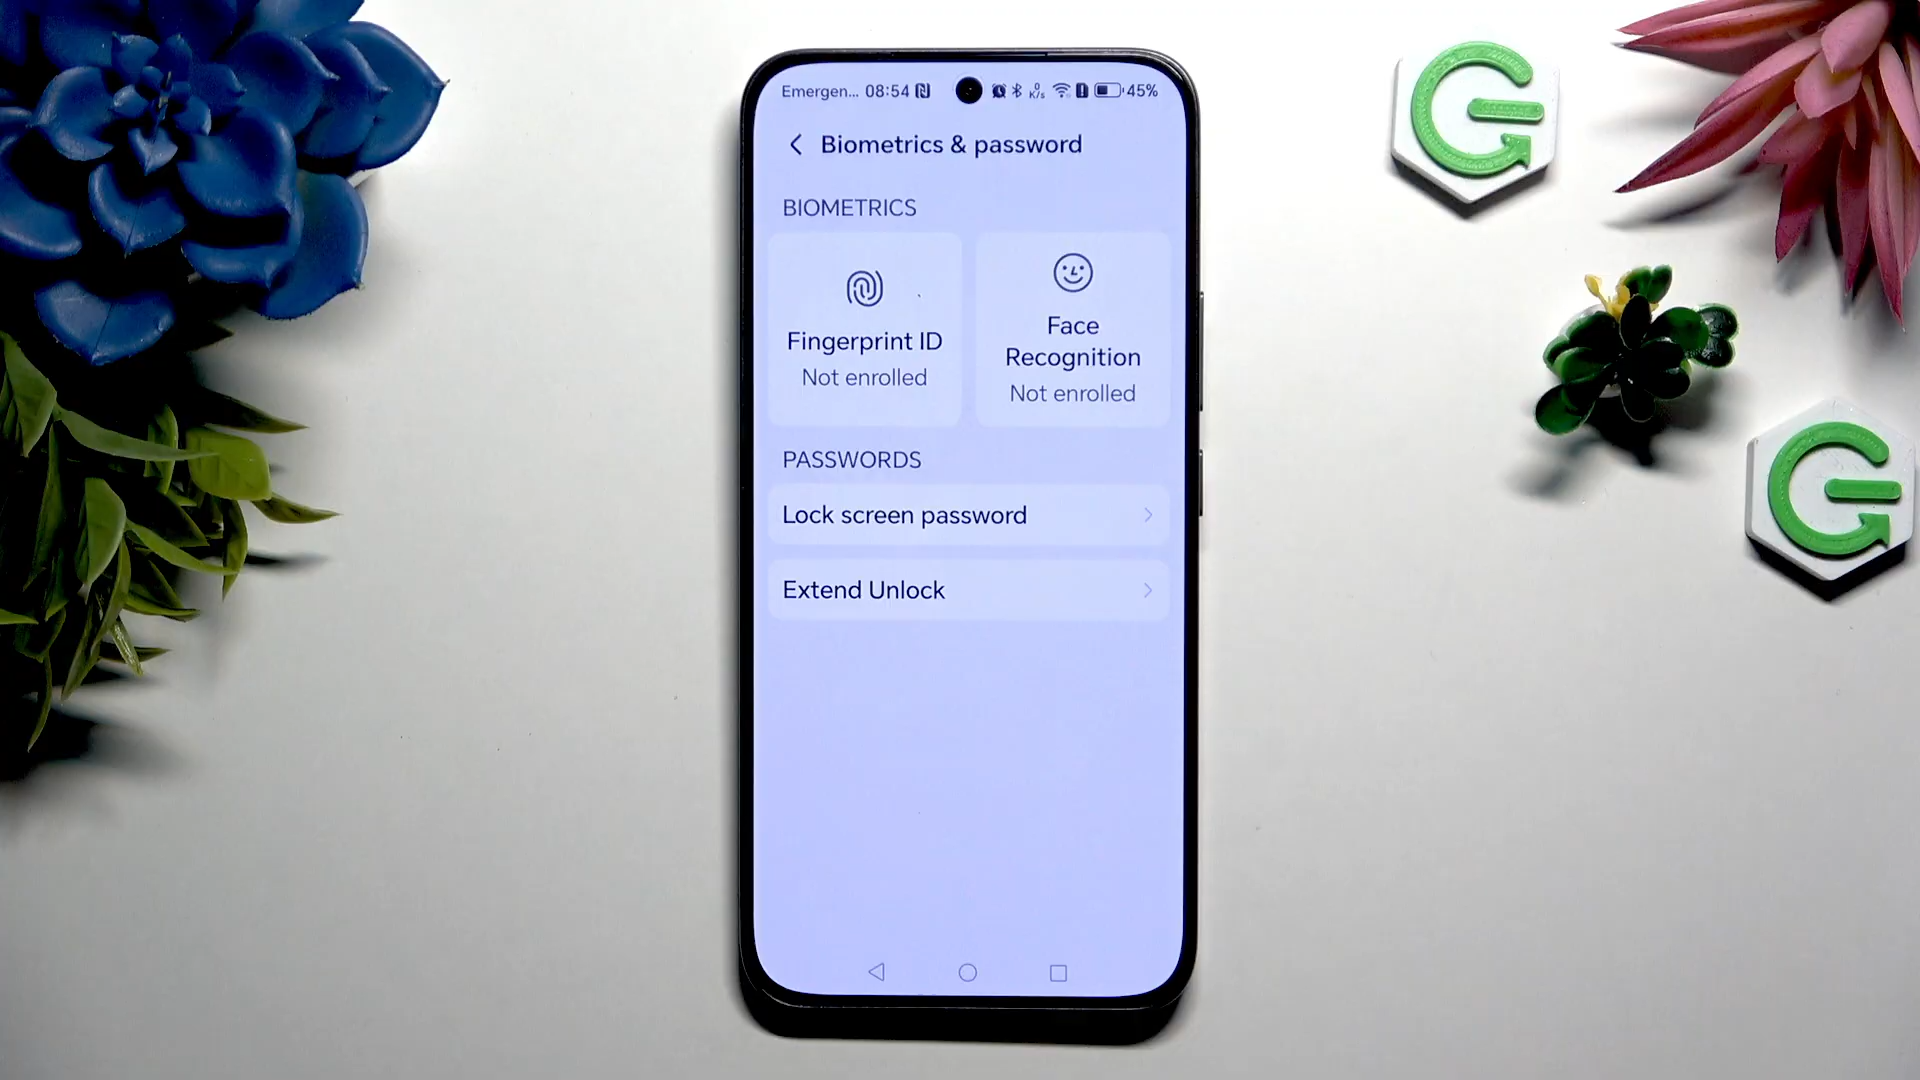 Emergen... 08:54 45%
Biometrics & password
BIOMETRICS
Fingerprint ID
Not enrolled
Face
Recognition
Not enrolled
PASSWORDS
Lock screen password
Extend Unlock